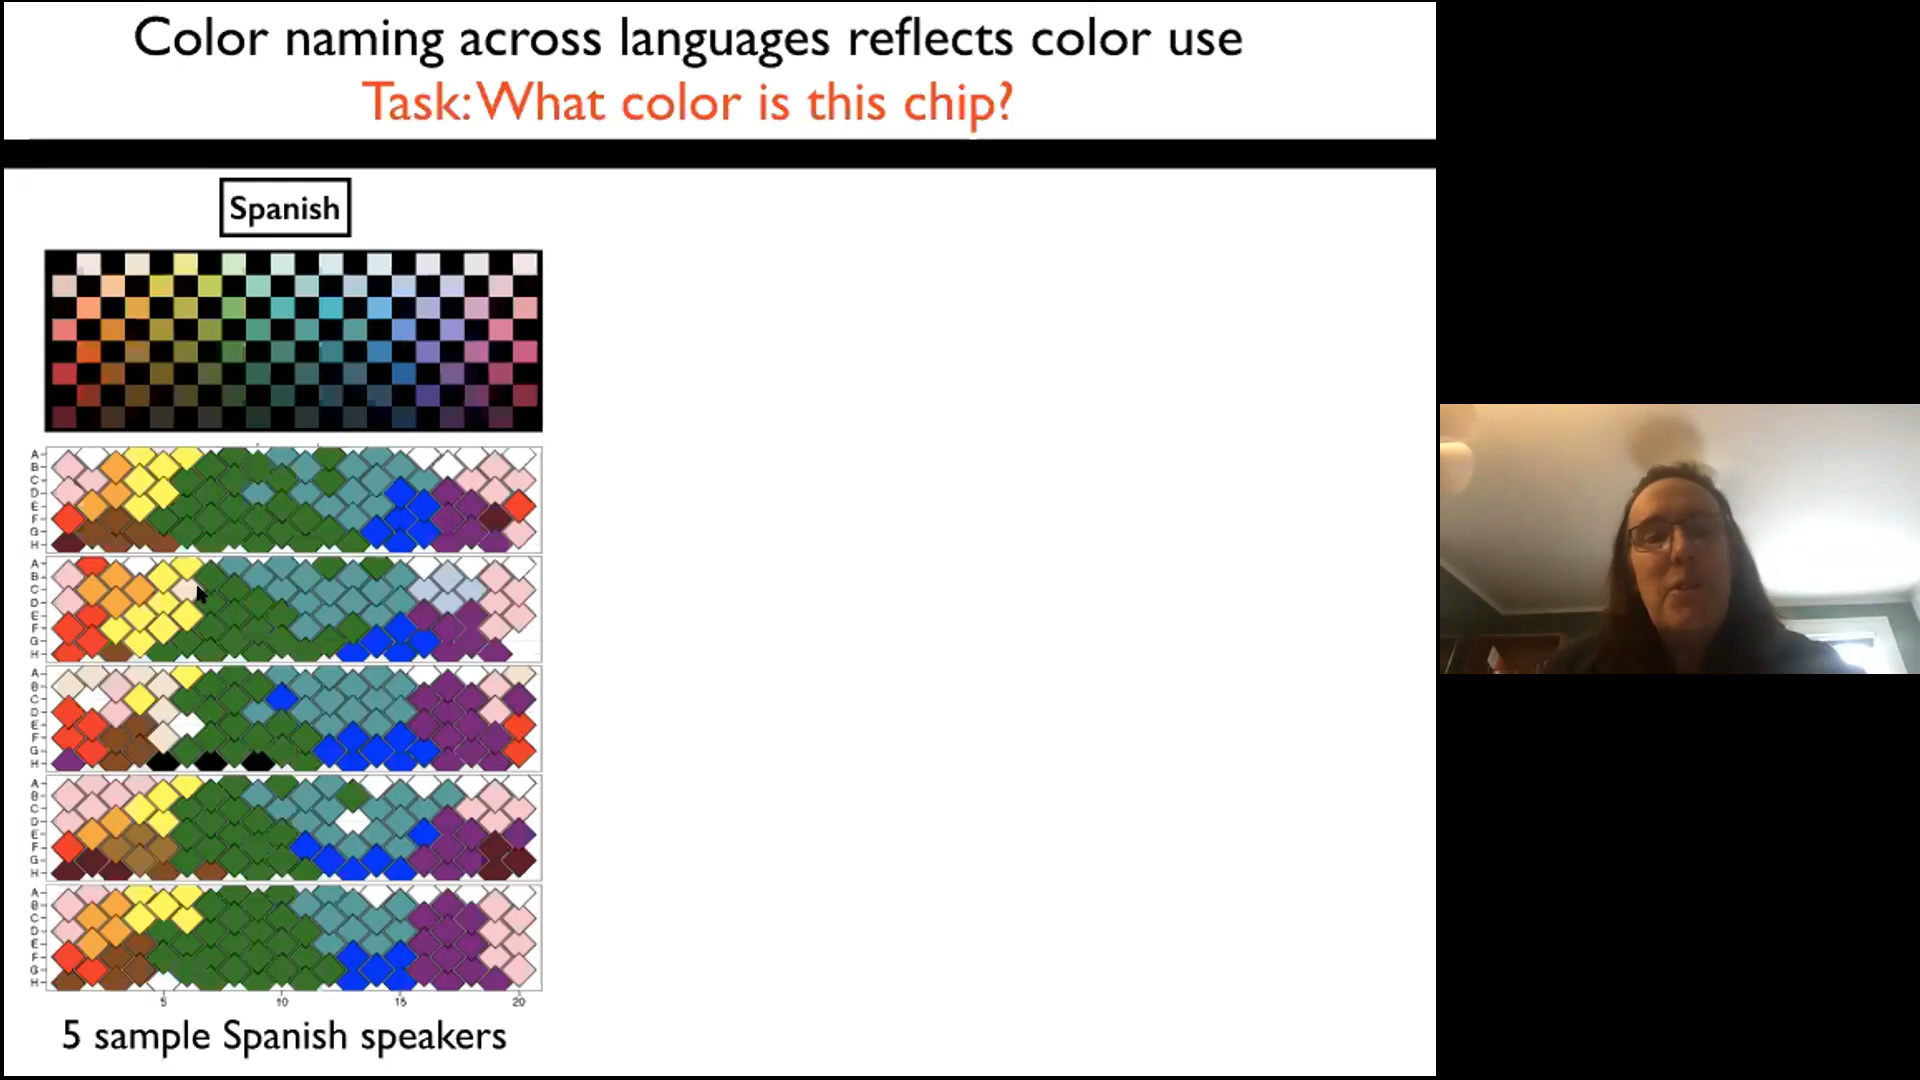 Color naming across languages reflects color use
Task: What color is this chip?
Spanish
A
B
C
D
E
F
G
H
A
B
C
D
E
F
G
H
A
B
C
D
E
F
G
H
A
B
C
D
E
F
G
H
A
B
C
D
E
F
G
H
5 10 15 20
5 sample Spanish speakers